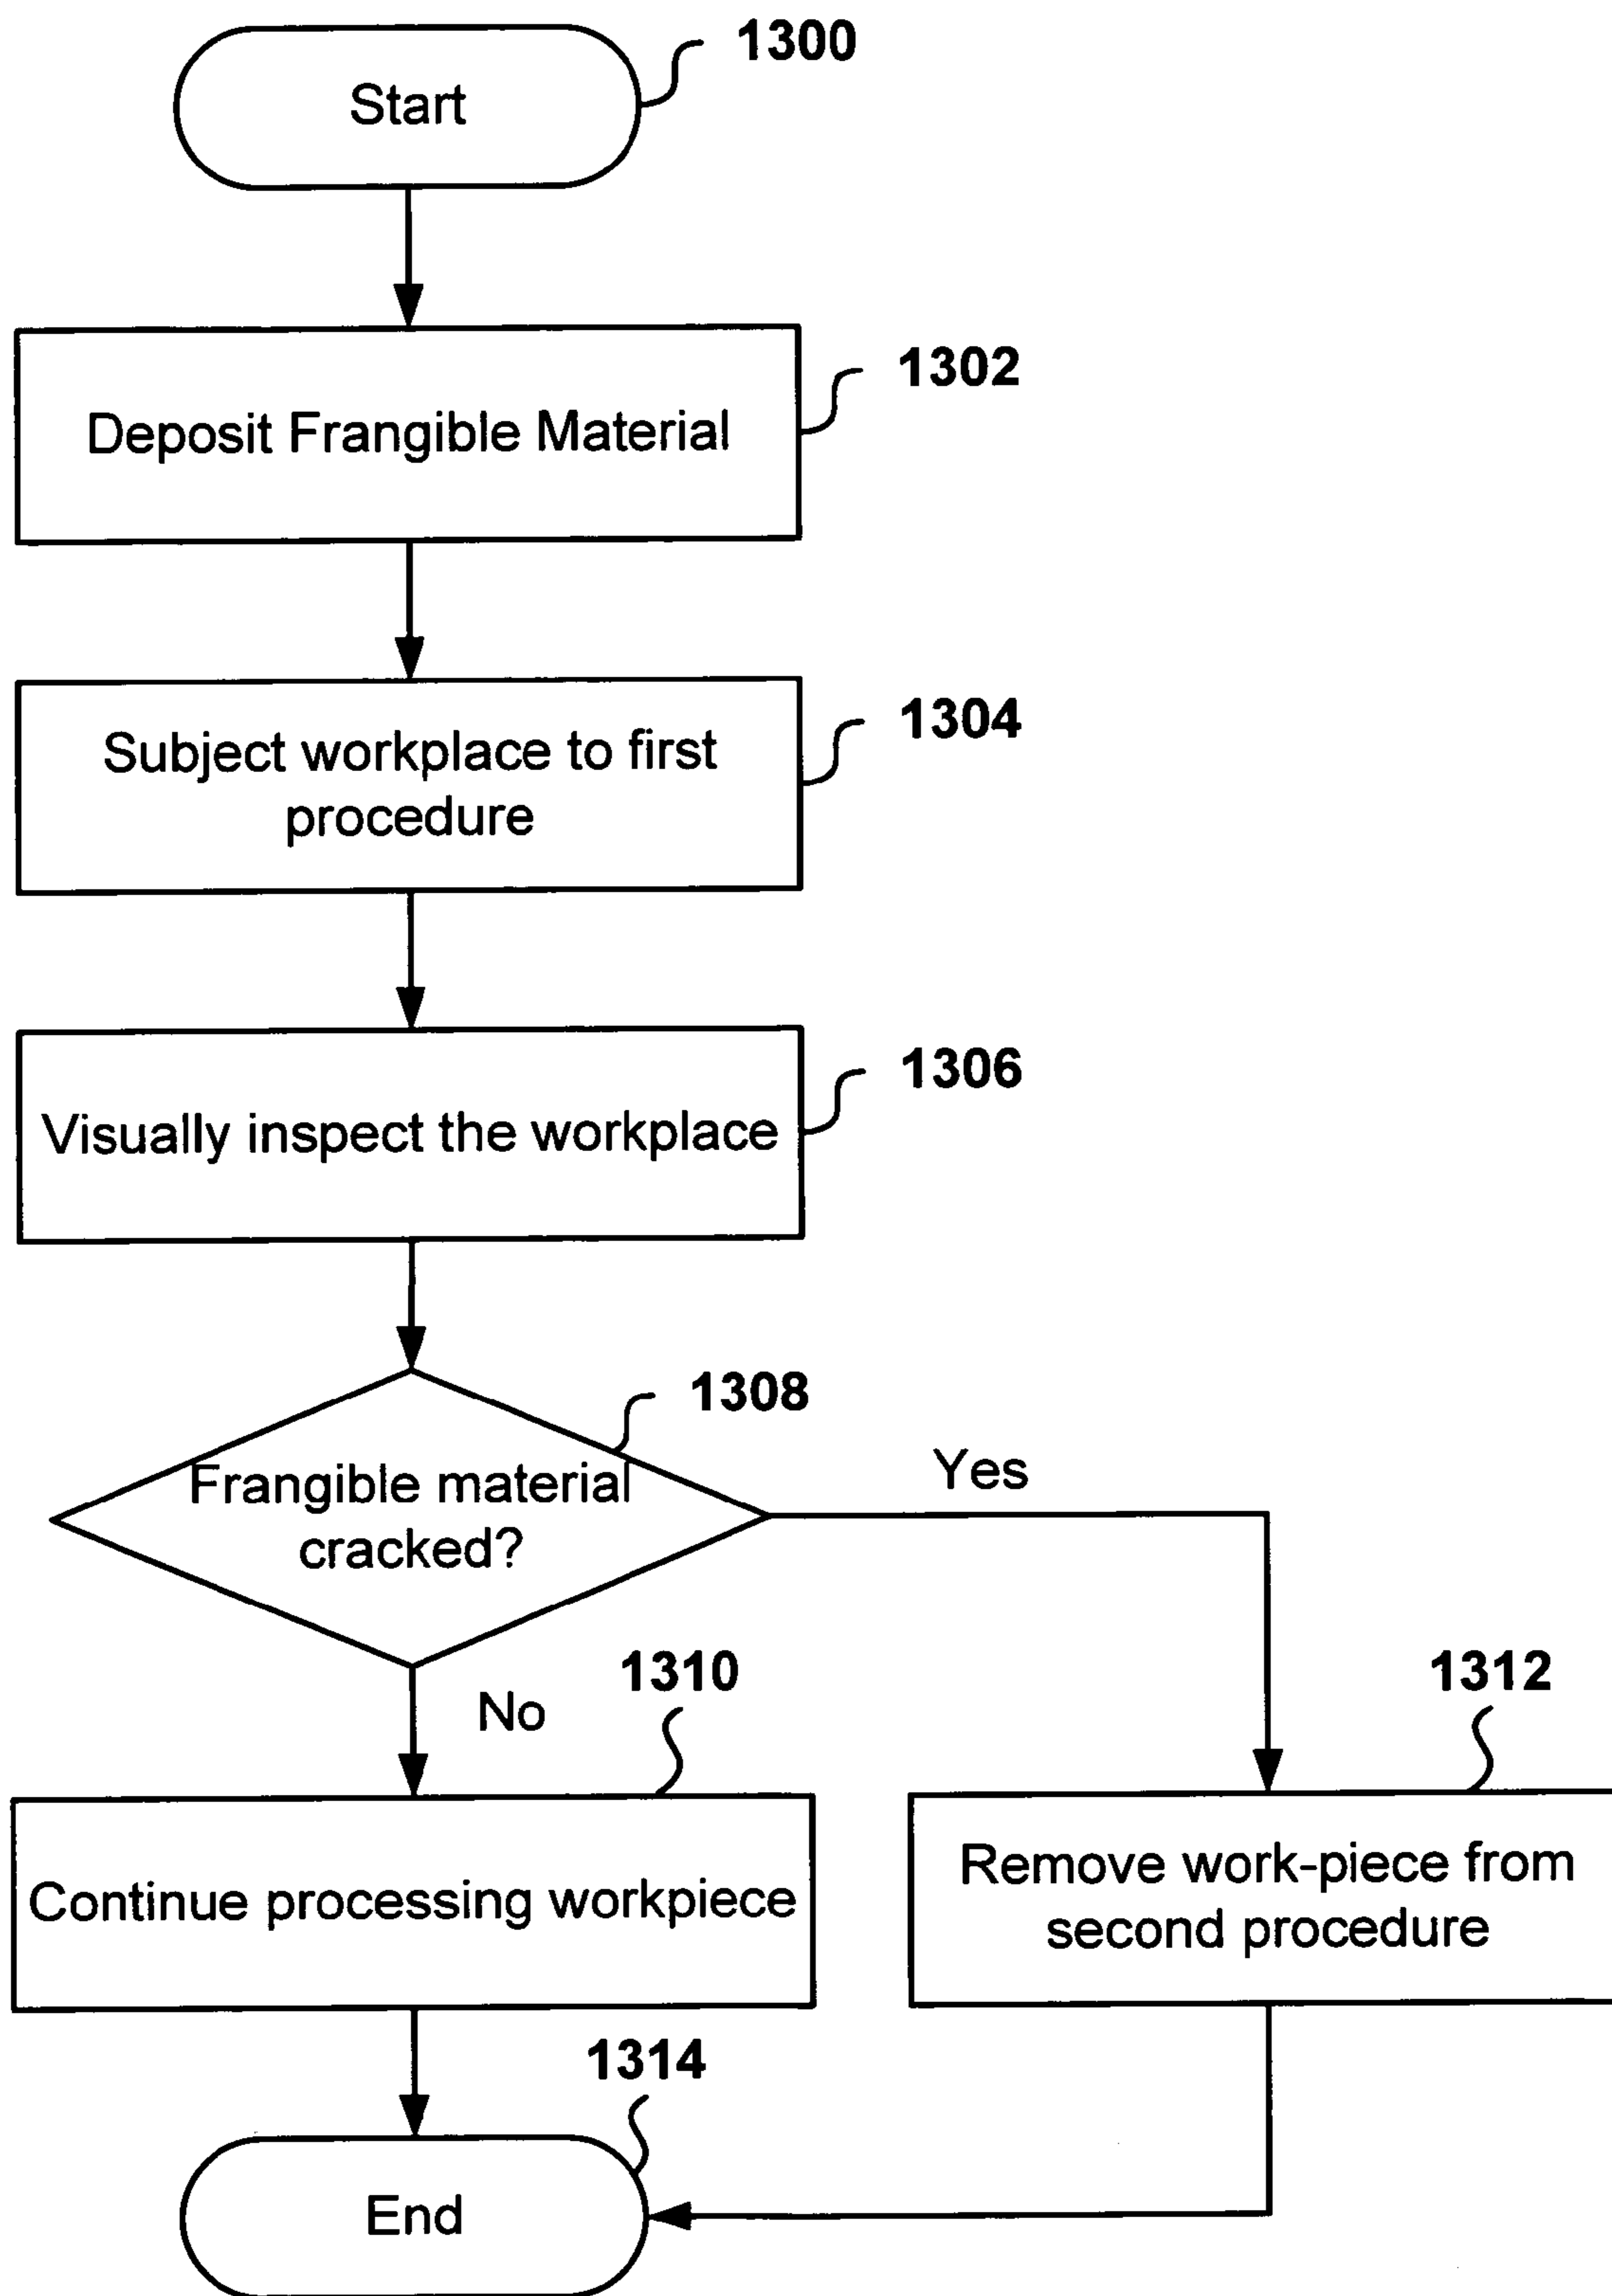 Start
1300
Deposit Frangible Material
1302
Subject workplace to first
procedure
1304
Visually inspect the workplace
1306
Frangible material
cracked?
1308
Yes
No
1310
Continue processing workpiece
1312
Remove work-piece from
second procedure
1314
End